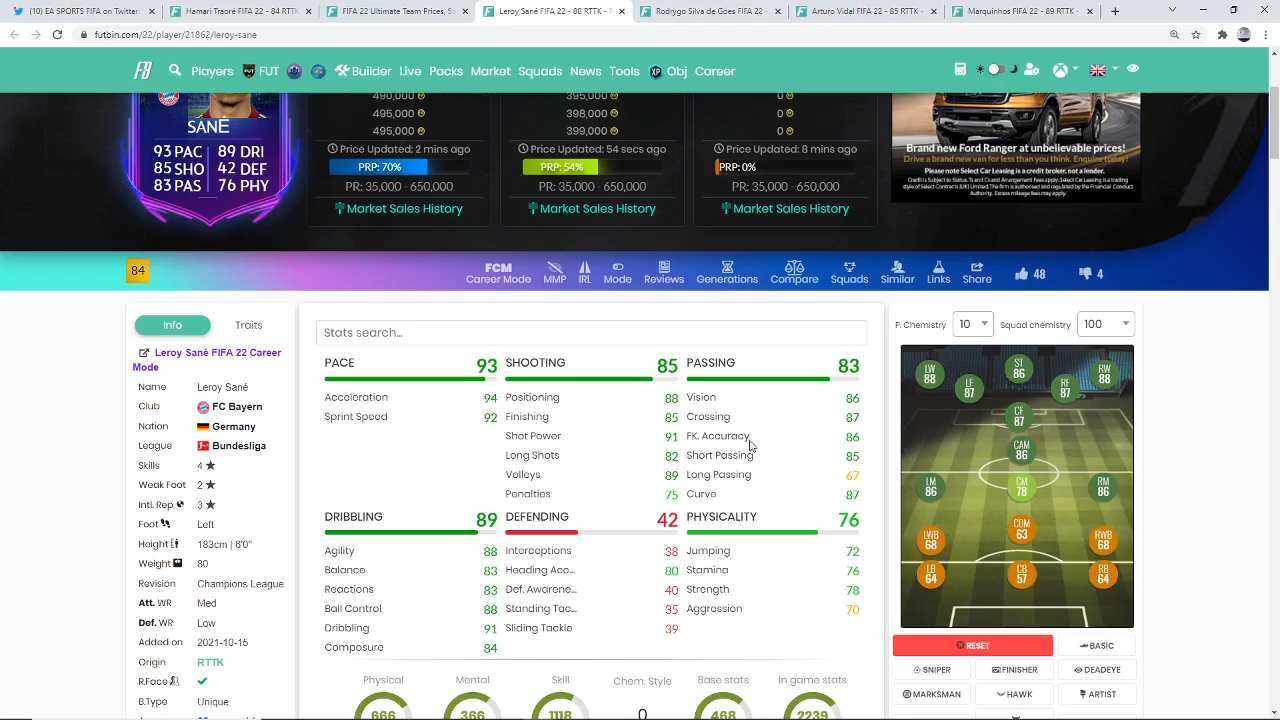 (10) EA SPORTS FIFA on Twitter:
Hamari Traoré FIFA 22 - 84 RTTK
FIFA 22 Ultimate Team Prices, S
Leroy Sané FIFA 22 - 88 RTTK - P
Rodrygo Silva de Goes FIFA 22 -
Arturo Vidal FIFA 22 - 85 RTTK -
Marquinhos FIFA 22 - 89 RTTK -
futbin.com/22/player/21862/leroy-sane
Players FUT Builder Live Packs Market Squads News Tools XP Obj Career
SANÉ
93 PAC 89 DRI
85 SHO 42 DEF
83 PAS PHY
490,000 395,000 0
495,000 398,000 0
495,000 399,000 0
Price Updated: 2 mins ago Price Updated: 54 secs ago Price Updated: 8 mins ago
PRP: 70% PRP: 54% PRP: 0%
PR: 35,000 - 650,000
Market Sales History Market Sales History Market Sales History
Brand new Ford Ranger at unbelievable prices!
Drive a brand new van for less than you think. Enquire today!
Please note Select Car Leasing is a credit broker, not a lender.
84
FCM
Career Mode MMP IRL Mode Reviews Generations Compare Squads Similar Links Share 48 4
Info Traits
Leroy Sané FIFA 22 Career
Mode
Name Leroy Sané
Club FC Bayern
Nation Germany
League Bundesliga
Skills 4
Weak Foot 2
Intl. Rep 3
Foot Left
Height 183cm | 6'0"
Weight 80
Revision Champions League
Att. WR Med
Def. WR Low
Added on 2021-10-15
Origin RTTK
R.Face
B.Type Unique
Stats search...
PACE 93 SHOOTING 85 PASSING 83
Acceleration 94 Positioning 88 Vision 86
Sprint Speed 92 Finishing 85 Crossing 87
Shot Power 91 FK. Accuracy 86
Long Shots 82 Short Passing 85
Volleys 89 Long Passing 67
Penalties 75 Curve 87
DRIBBLING 89 DEFENDING 42 PHYSICALITY 76
Agility 88 Interceptions 38 Jumping 72
Balance 83 Heading Acc... 80 Stamina 76
Reactions 83 Def. Awarene... 40 Strength 78
Ball Control 88 Standing Tac... 35 Aggression 70
Dribbling 91 Sliding Tackle 39
Composure 84
Physical Mental Skill Chem. Style Base stats In game stats
666 366 1118 0 468 2239
P. Chemistry 10 Squad chemistry 100
LW 88 LF 87 ST 86 RF 87 RW 88
CF 87
CAM 86
LM 86 CM 78 RM 86
LWB 68 CDM 63 RWB 68
LB 64 CB 57 RB 64
RESET BASIC
SNIPER FINISHER DEADEYE
MARKSMAN HAWK ARTIST